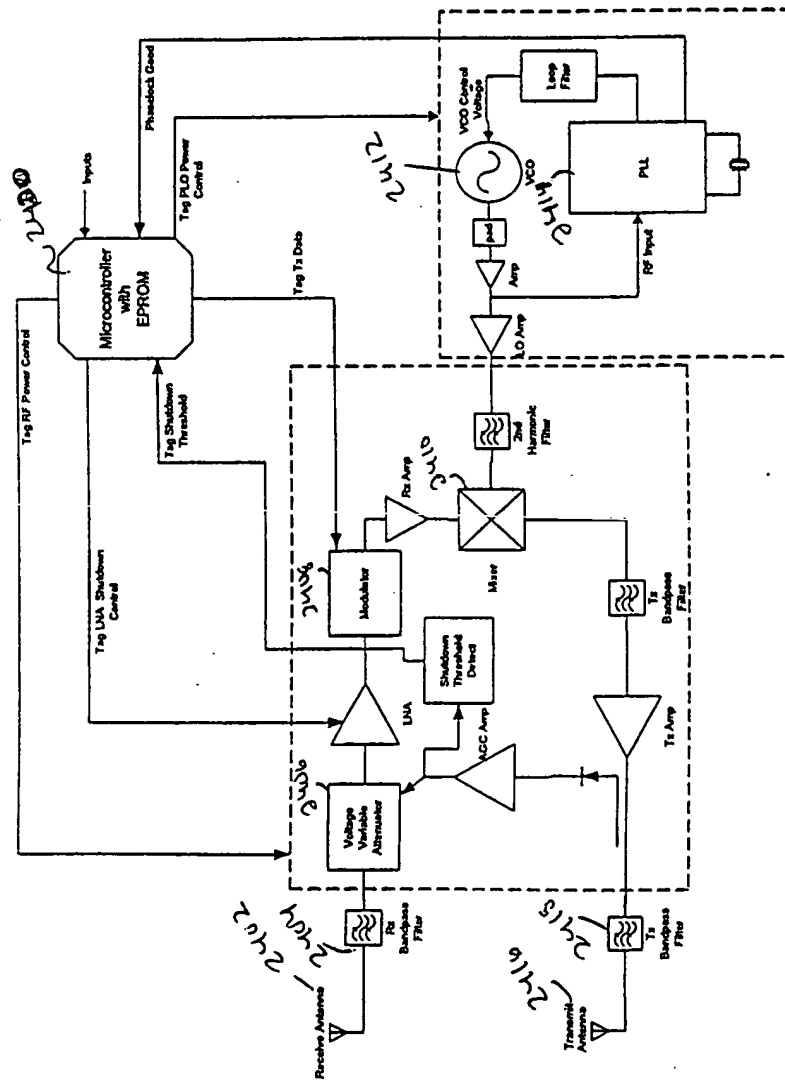 Receive Antenna
2402
2404
Rx
Bandpass
Filter
Voltage
Variable
Attenuator
LNA
Modulator
Rx Amp
Mixer
2nd
Harmonic
Filter
LO Amp
Amp
pad
VCO
2412
VCO Control
Voltage
Loop
Filter
PLL
2414
RF Input
Microcontroller
with
EPROM
Inputs
Phaselock Good
Tag PLO Power
Control
Tag Tx Data
Tag Shutdown
Threshold
Tag LNA Shutdown
Control
Tag RF Power Control
Shutdown
Threshold
Detect
AGC Amp
Tx Amp
Tx
Bandpass
Filter
Tx
Bandpass
Filter
2415
2416
Transmit
Antenna